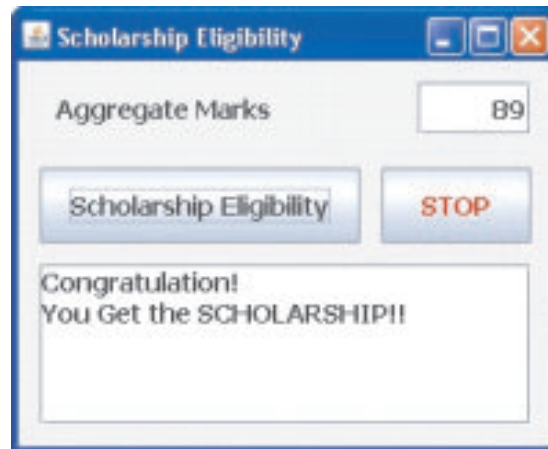 Scholarship Eligibility
Aggregate Marks 89
Scholarship Eligibility STOP
Congratulation!
You Get the SCHOLARSHIP!!